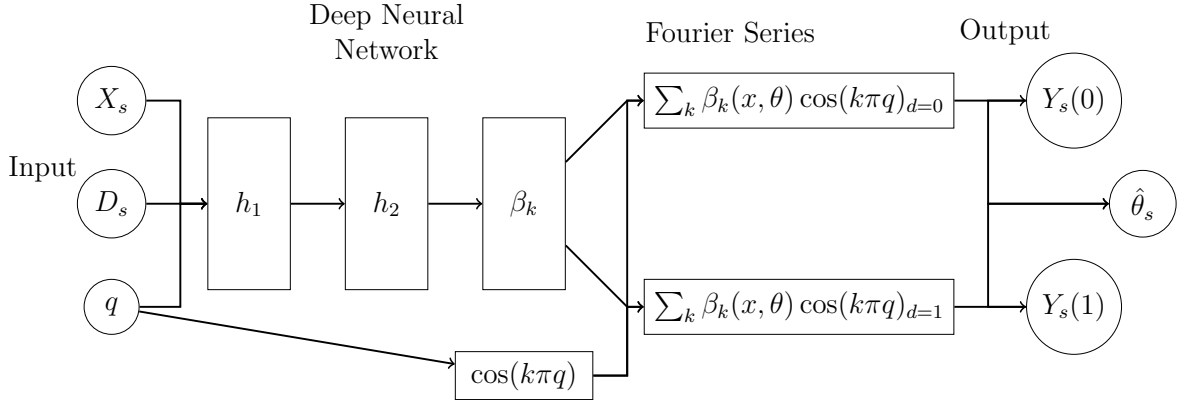 Deep Neural
Network
Fourier Series
Output
X_s
∑_k β_k(x, θ) cos(kπq)_{d=0}
Y_s(0)
Input
D_s
h_1
h_2
β_k
θ̂_s
q
∑_k β_k(x, θ) cos(kπq)_{d=1}
Y_s(1)
cos(kπq)